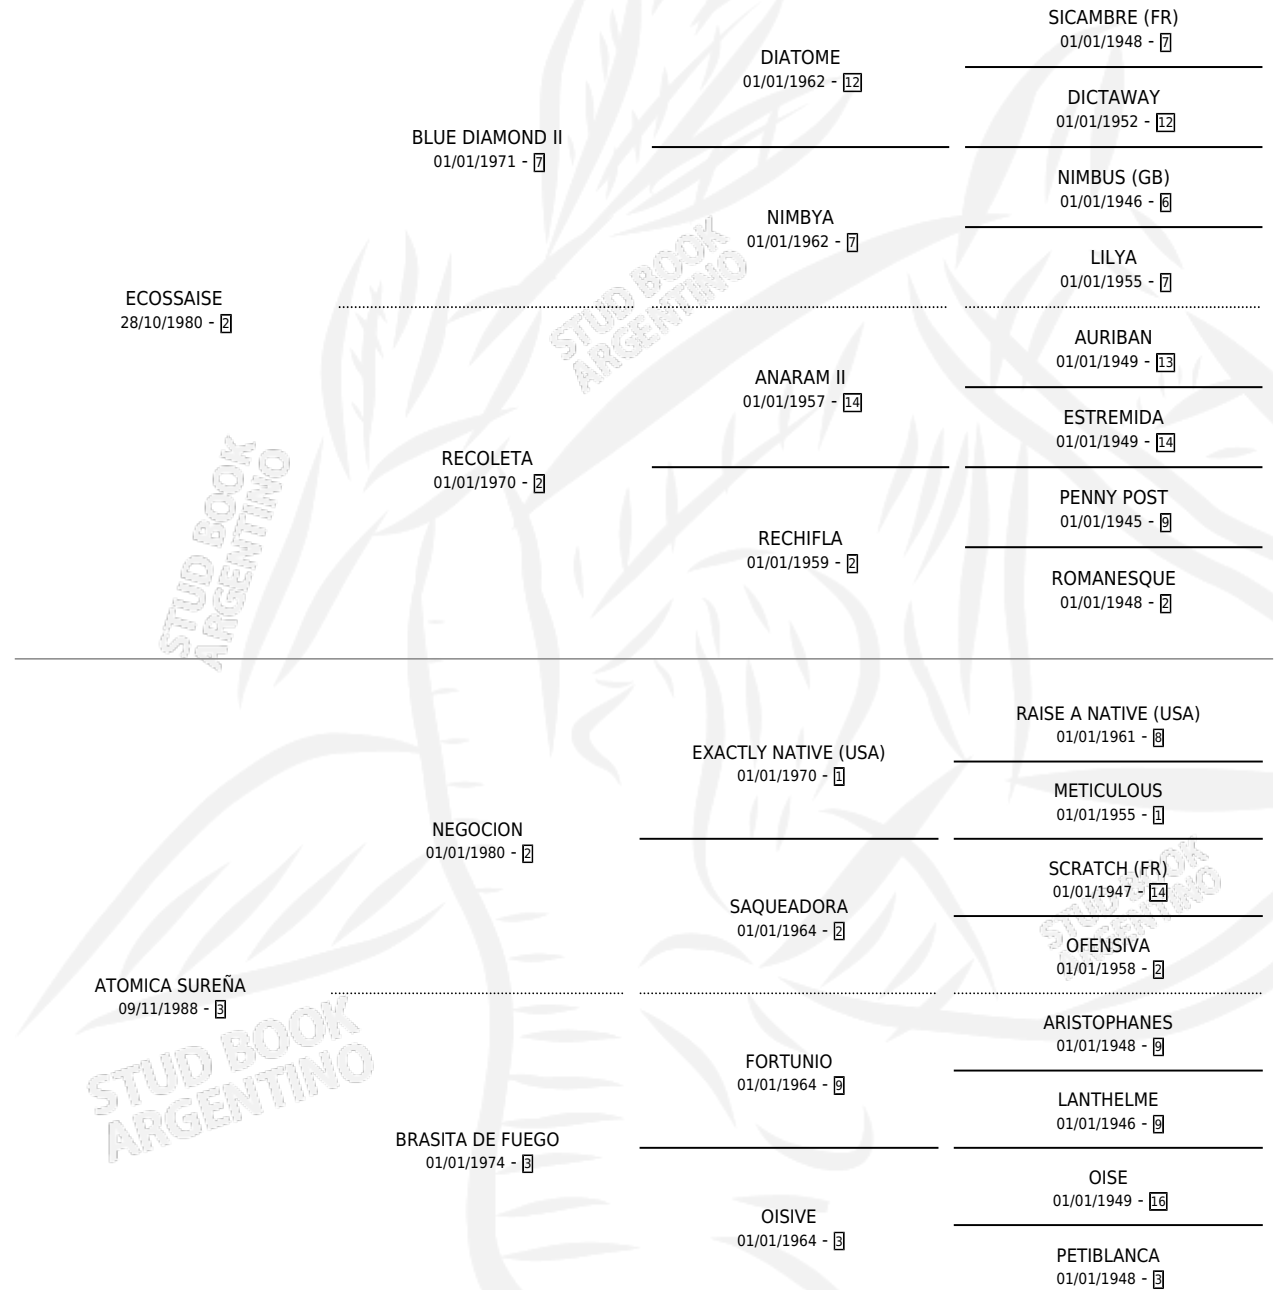 SICAMBRE (FR)
01/01/1948 - 7
DIATOME
01/01/1962 - 12
DICTAWAY
01/01/1952 - 12
BLUE DIAMOND II
01/01/1971 - 7
NIMBUS (GB)
01/01/1946 - 6
NIMBYA
01/01/1962 - 7
LILYA
01/01/1955 - 7
ECOSSAISE
28/10/1980 - 2
AURIBAN
01/01/1949 - 13
ANARAM II
01/01/1957 - 14
ESTREMIDA
01/01/1949 - 14
RECOLETA
01/01/1970 - 2
PENNY POST
01/01/1945 - 9
RECHIFLA
01/01/1959 - 2
ROMANESQUE
01/01/1948 - 2
STUD BOOK
ARGENTINO
STUD BOOK
ARGENTINO
RAISE A NATIVE (USA)
01/01/1961 - 8
EXACTLY NATIVE (USA)
01/01/1970 - 1
METICULOUS
01/01/1955 - 1
NEGOCION
01/01/1980 - 2
SCRATCH (FR)
01/01/1947 - 14
SAQUEADORA
01/01/1964 - 2
OFENSIVA
01/01/1958 - 2
ATOMICA SUREÑA
09/11/1988 - 3
ARISTOPHANES
01/01/1948 - 9
FORTUNIO
01/01/1964 - 9
LANTHELME
01/01/1946 - 9
BRASITA DE FUEGO
01/01/1974 - 3
OISE
01/01/1949 - 16
OISIVE
01/01/1964 - 3
PETIBLANCA
01/01/1948 - 3
STUD BOOK
ARGENTINO
STUD BOOK
ARGENTINO